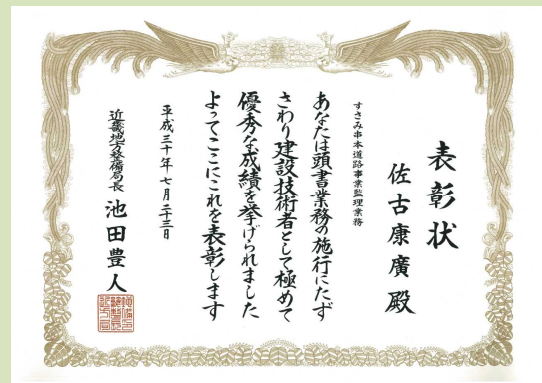 表彰状
佐古康廣殿
すさみ串本道路事業監理業務
あなたは頭書業務の施行にたず
さわり建設技術者として極めて
優秀な成績を挙げられました
よってここにこれを表彰します
平成三十年七月二十三日
近畿地方整備局長 池田豊人